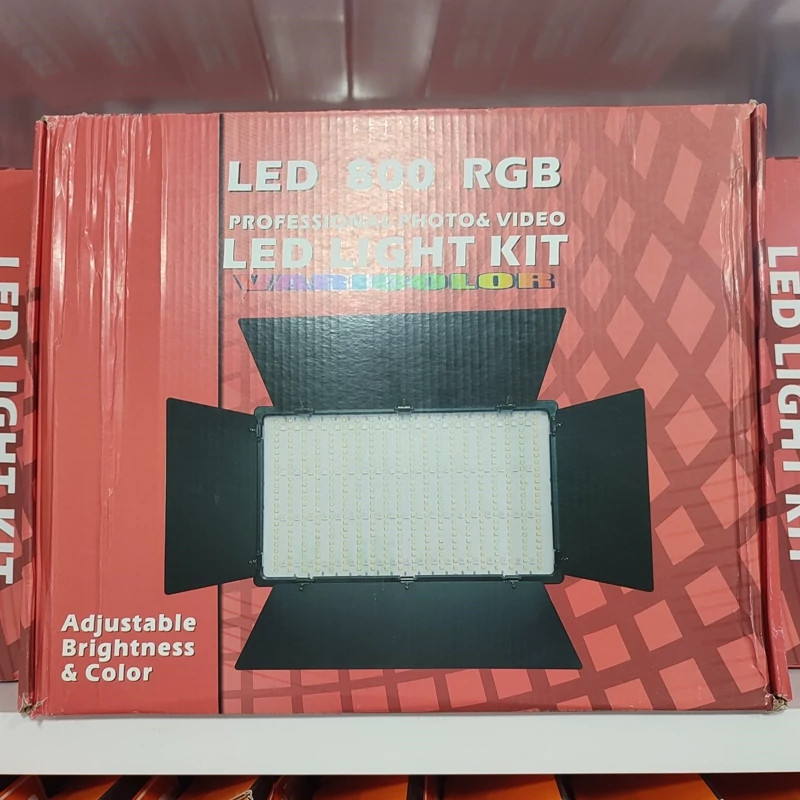 LED 800 RGB
PROFESSIONAL PHOTO& VIDEO
LED LIGHT KIT
VARICOLOR
Adjustable
Brightness
& Color
LED LIGHT KIT
LED LIGHT KIT